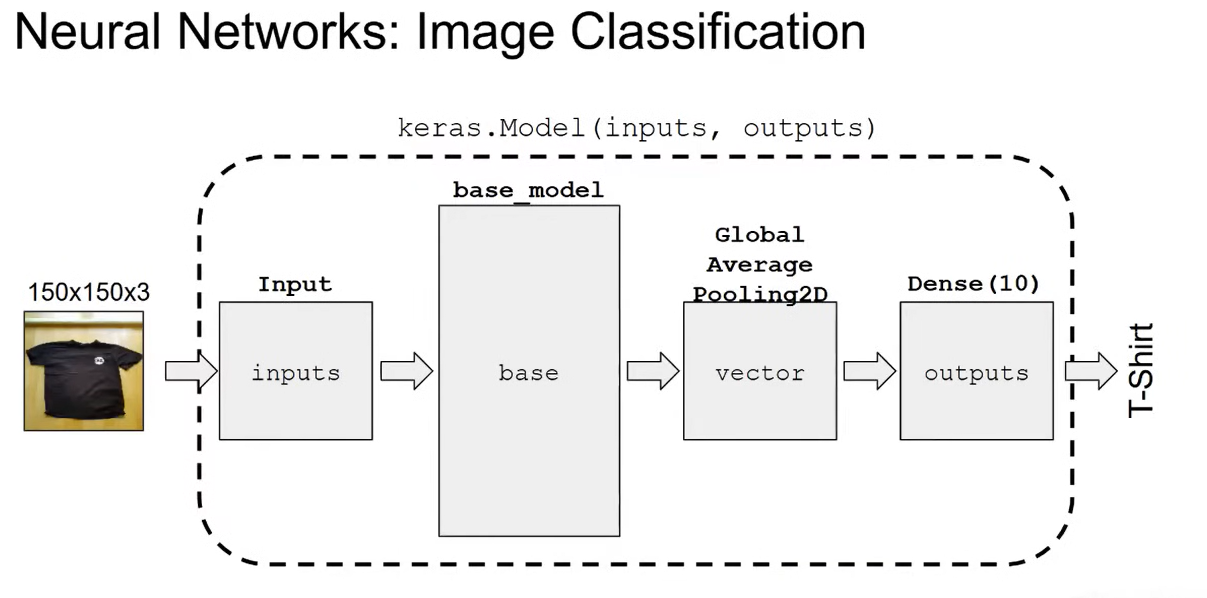 Neural Networks: Image Classification
keras.Model(inputs, outputs)
base_model
Global
Average
Pooling2D
150x150x3
Input
Dense(10)
inputs
base
vector
outputs
T-Shirt